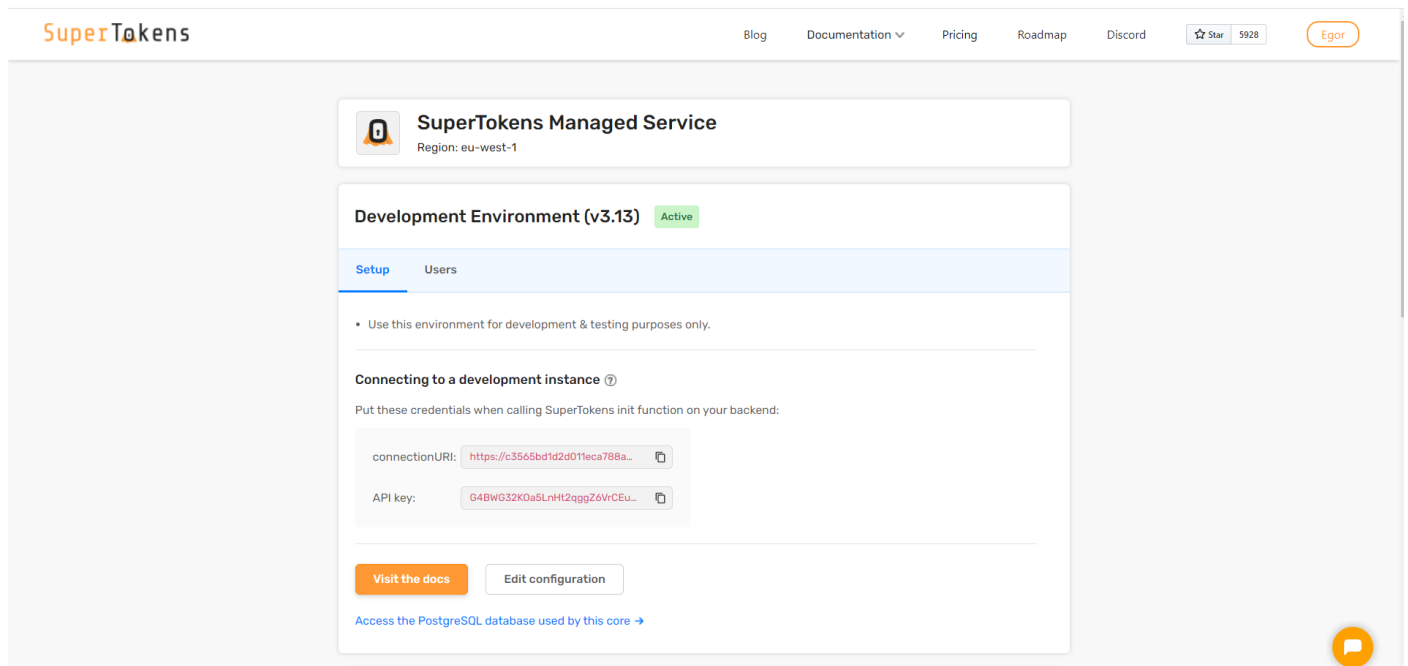 SuperTokens
Blog
Documentation
Pricing
Roadmap
Discord
Star 5928
Egor
SuperTokens Managed Service
Region: eu-west-1
Development Environment (v3.13) Active
Setup
Users
• Use this environment for development & testing purposes only.
Connecting to a development instance ?
Put these credentials when calling SuperTokens init function on your backend:
connectionURI: https://c3565bd1d2d011eca788a…
API key: G4BWG32KOa5LnHt2qggZ6VrCEu…
Visit the docs
Edit configuration
Access the PostgreSQL database used by this core →